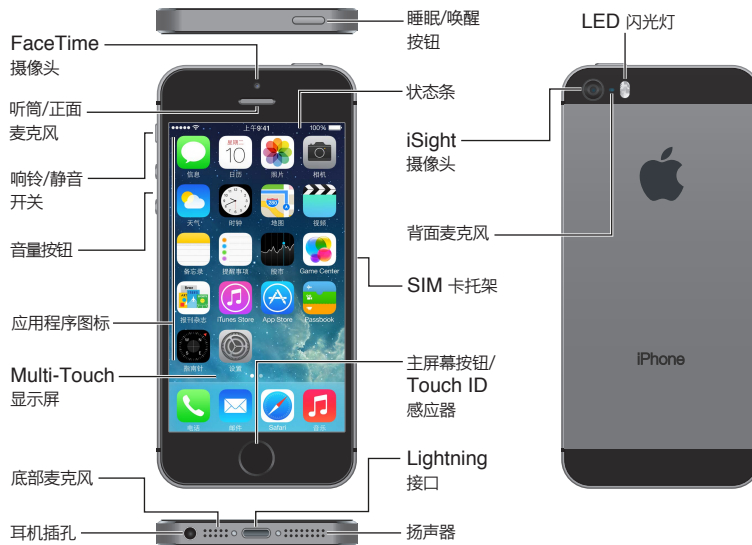 睡眠/唤醒
按钮
LED 闪光灯
FaceTime
摄像头
状态条
听筒/正面
麦克风
iSight
摄像头
响铃/静音
开关
音量按钮
背面麦克风
SIM 卡托架
应用程序图标
Multi-Touch
显示屏
主屏幕按钮/
Touch ID
感应器
底部麦克风
Lightning
接口
耳机插孔
扬声器
上午9:41
100%
星期二
10
信息
日历
照片
相机
280
天气
时钟
地图
视频
备忘录
提醒事项
股市
Game Center
报刊杂志
iTunes Store
App Store
Passbook
指南针
设置
电话
邮件
Safari
音乐
iPhone